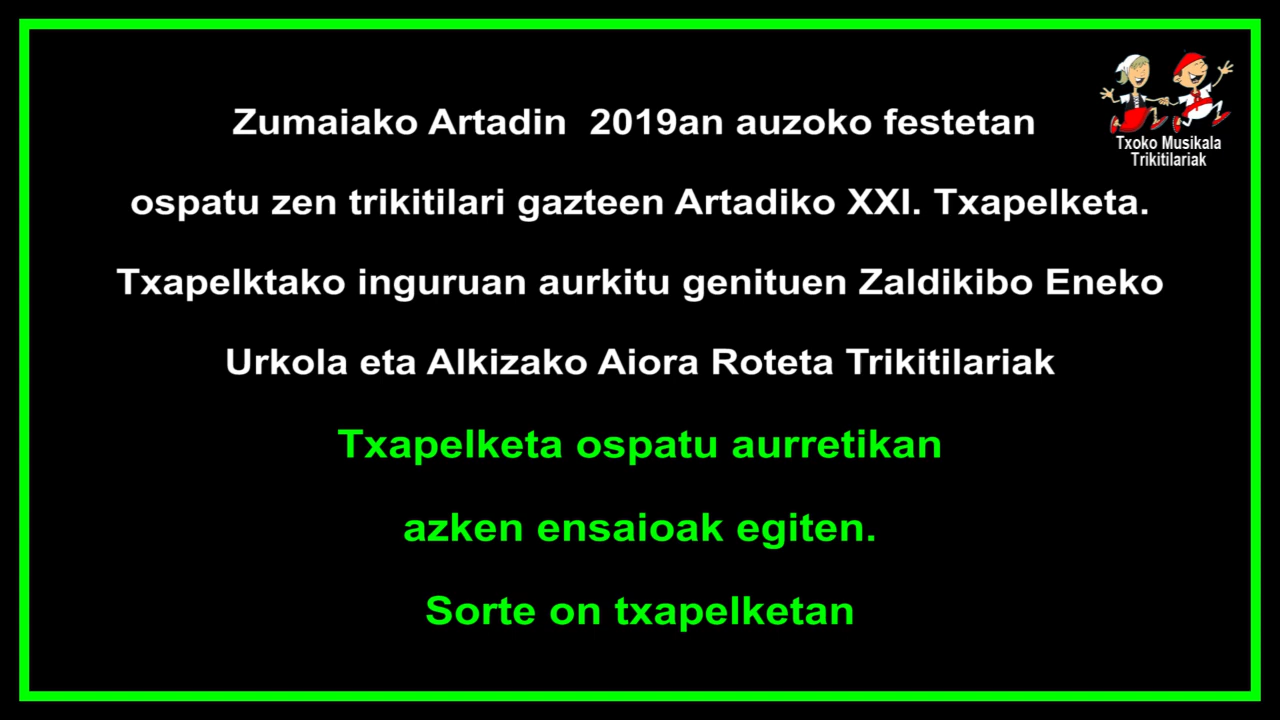 Zumaiako Artadin 2019an auzoko festetan
Txoko Musikala
Trikitilariak
ospatu zen trikitilari gazteen Artadiko XXI. Txapelketa.
Txapelktako inguruan aurkitu genituen Zaldikibo Eneko
Urkola eta Alkizako Aiora Roteta Trikitilariak
Txapelketa ospatu aurretikan
azken ensaioak egiten.
Sorte on txapelketan